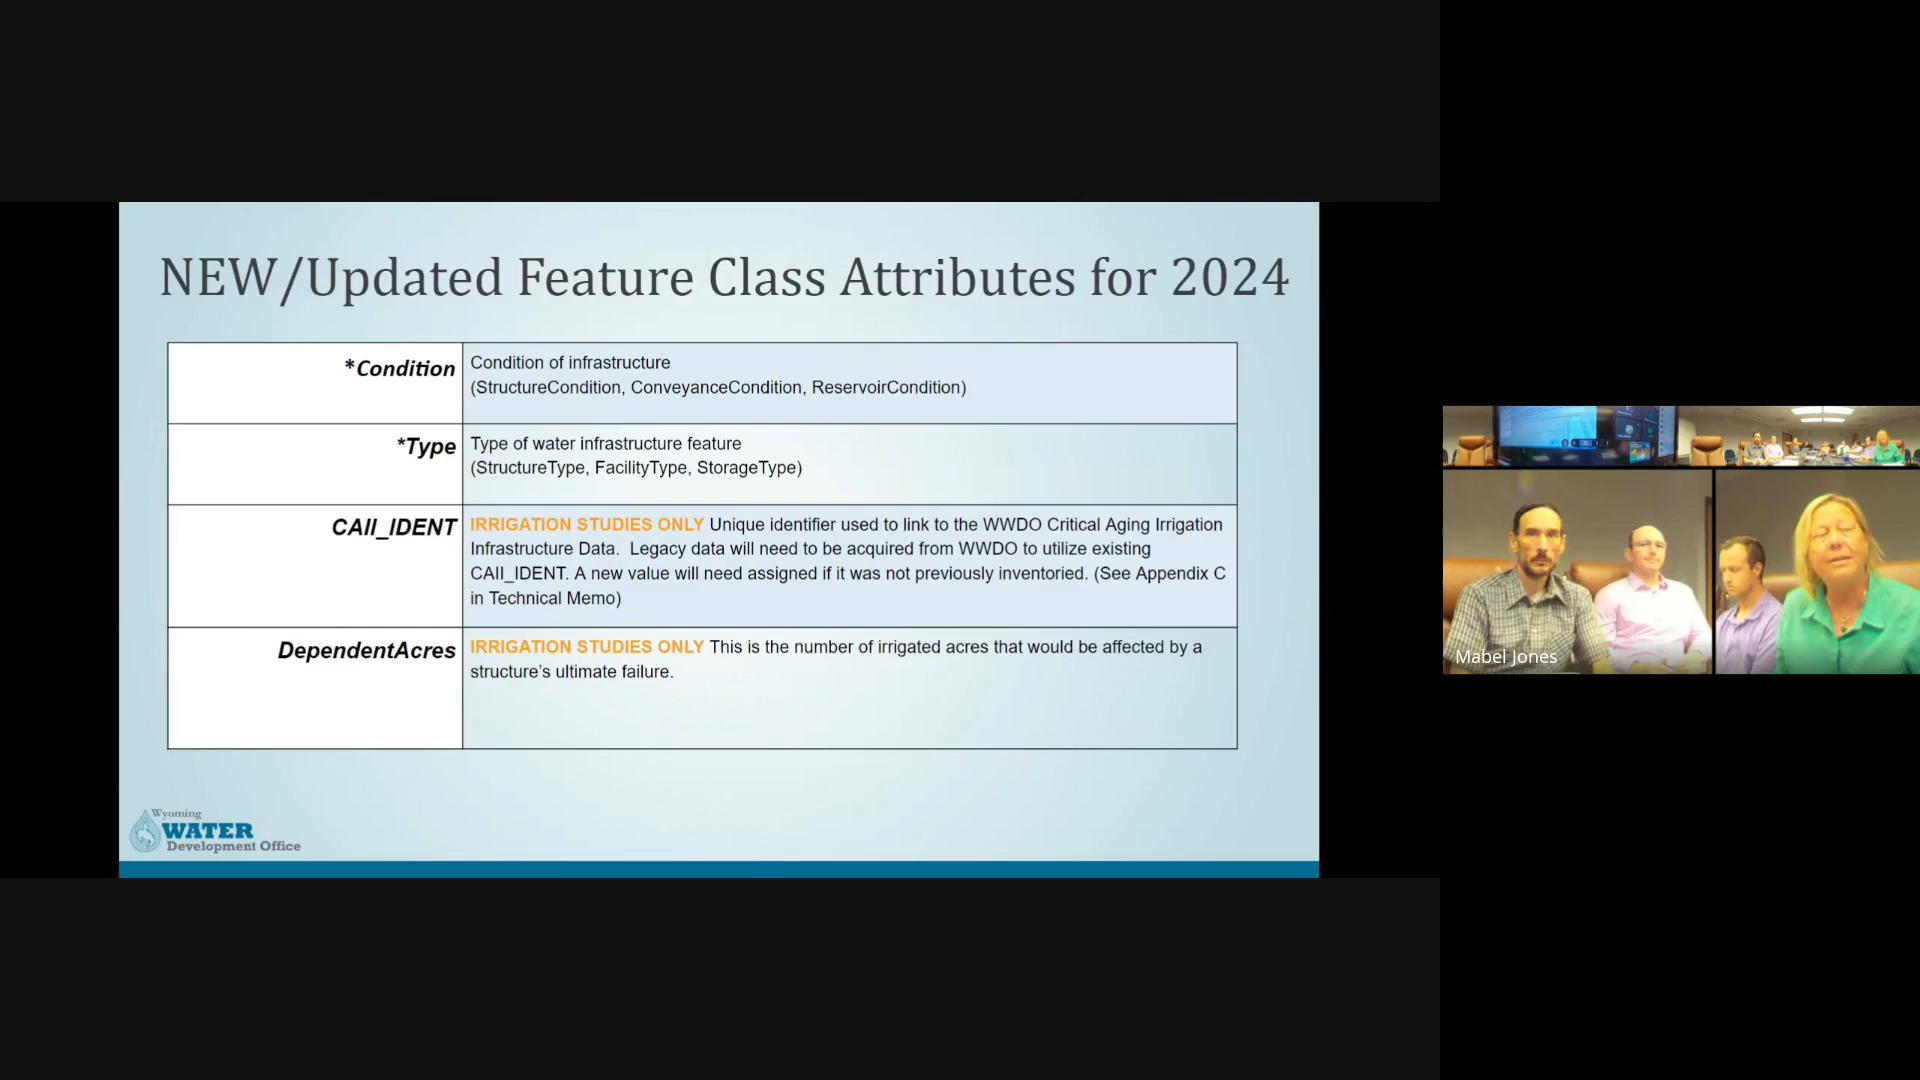 NEW/Updated Feature Class Attributes for 2024
*Condition
Condition of infrastructure
(StructureCondition, ConveyanceCondition, ReservoirCondition)
*Type
Type of water infrastructure feature
(StructureType, FacilityType, StorageType)
CAII_IDENT
IRRIGATION STUDIES ONLY Unique identifier used to link to the WWDO Critical Aging Irrigation
Infrastructure Data.  Legacy data will need to be acquired from WWDO to utilize existing
CAII_IDENT. A new value will need assigned if it was not previously inventoried. (See Appendix C
in Technical Memo)
DependentAcres
IRRIGATION STUDIES ONLY This is the number of irrigated acres that would be affected by a
structure's ultimate failure.
Wyoming
WATER
Development Office
Mabel Jones